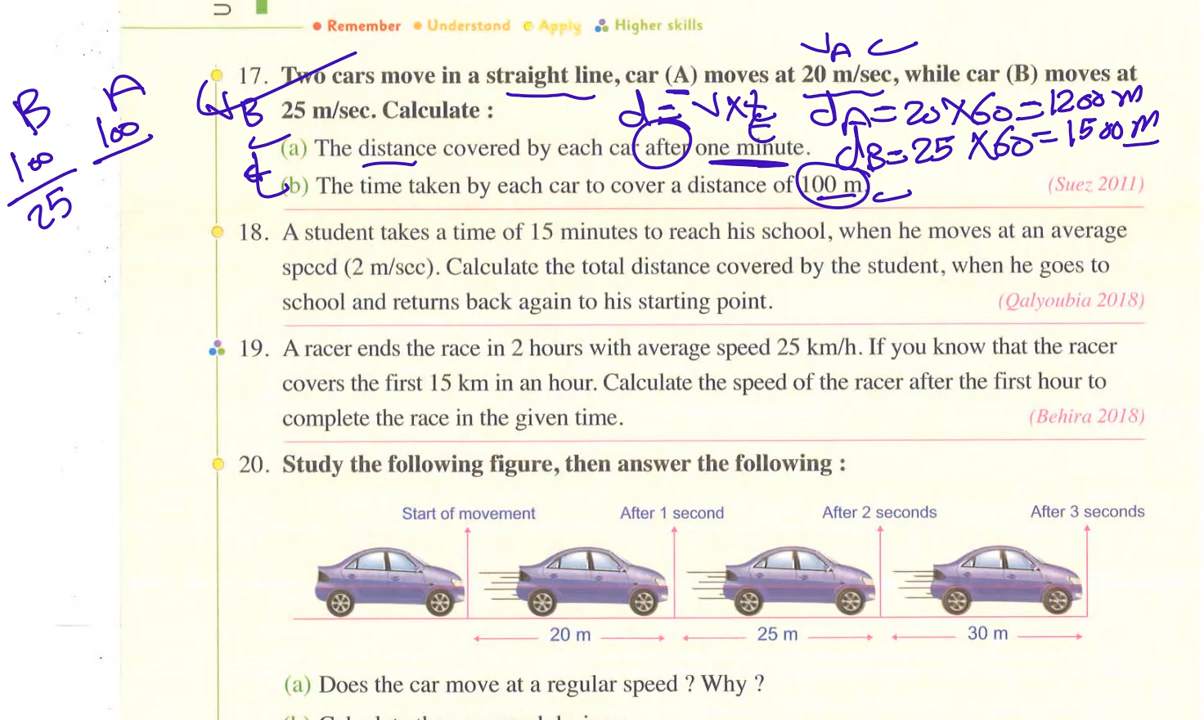 Remember Understand Apply Higher skills
17. Two cars move in a straight line, car (A) moves at 20 m/sec, while car (B) moves at
25 m/sec. Calculate :
(a) The distance covered by each car after one minute.
(b) The time taken by each car to cover a distance of 100 m.
(Suez 2011)
VA
VB
d = V×t
dA = 20×60 = 1200 m
dB = 25 ×60 = 1500 m
t
B A
100 100
25
18. A student takes a time of 15 minutes to reach his school, when he moves at an average
speed (2 m/sec). Calculate the total distance covered by the student, when he goes to
school and returns back again to his starting point. (Qalyoubia 2018)
19. A racer ends the race in 2 hours with average speed 25 km/h. If you know that the racer
covers the first 15 km in an hour. Calculate the speed of the racer after the first hour to
complete the race in the given time. (Behira 2018)
20. Study the following figure, then answer the following :
Start of movement After 1 second After 2 seconds After 3 seconds
20 m 25 m 30 m
(a) Does the car move at a regular speed ? Why ?